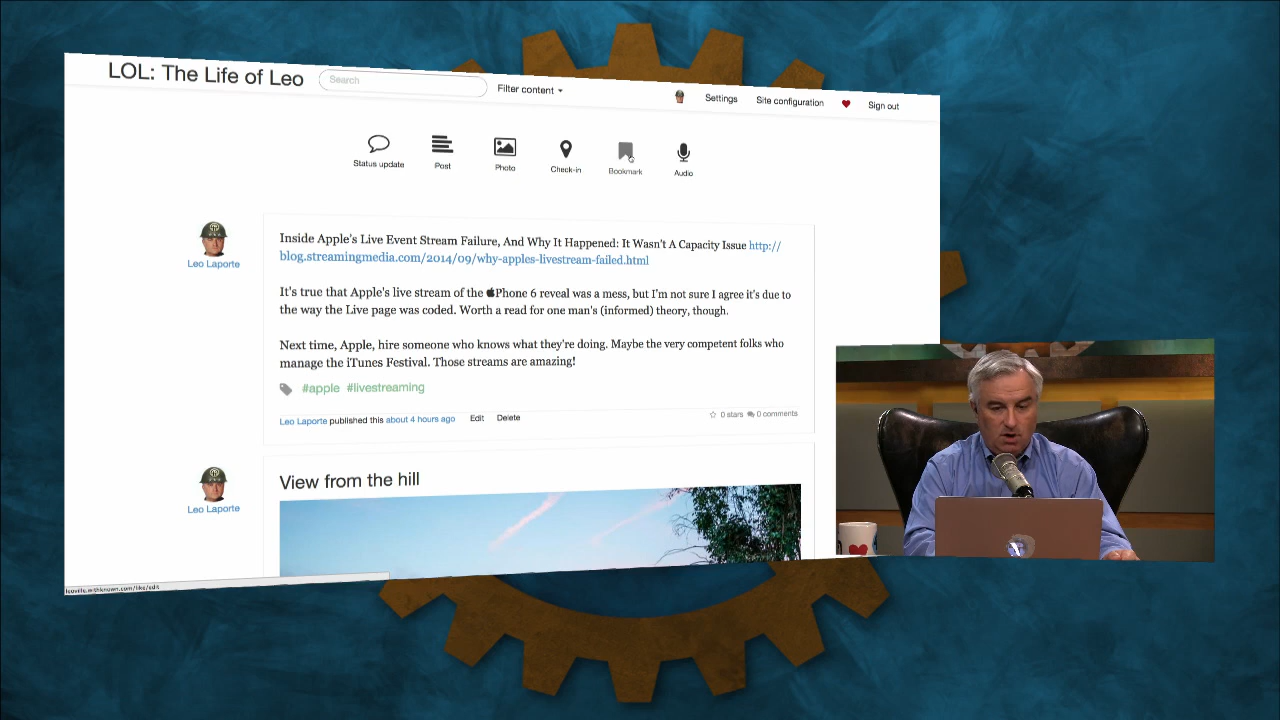 LOL: The Life of Leo
Search
Filter content
Settings
Site configuration
Sign out
Status update
Post
Photo
Check-in
Bookmark
Audio
Leo Laporte
Inside Apple's Live Event Stream Failure, And Why It Happened: It Wasn't A Capacity Issue http://
blog.streamingmedia.com/2014/09/why-apples-livestream-failed.html
It's true that Apple's live stream of the Phone 6 reveal was a mess, but I'm not sure I agree it's due to
the way the Live page was coded. Worth a read for one man's (informed) theory, though.
Next time, Apple, hire someone who knows what they're doing. Maybe the very competent folks who
manage the iTunes Festival. Those streams are amazing!
#apple #livestreaming
Leo Laporte published this about 4 hours ago Edit Delete
0 stars 0 comments
Leo Laporte
View from the hill
leoville.withknown.com/like/edit